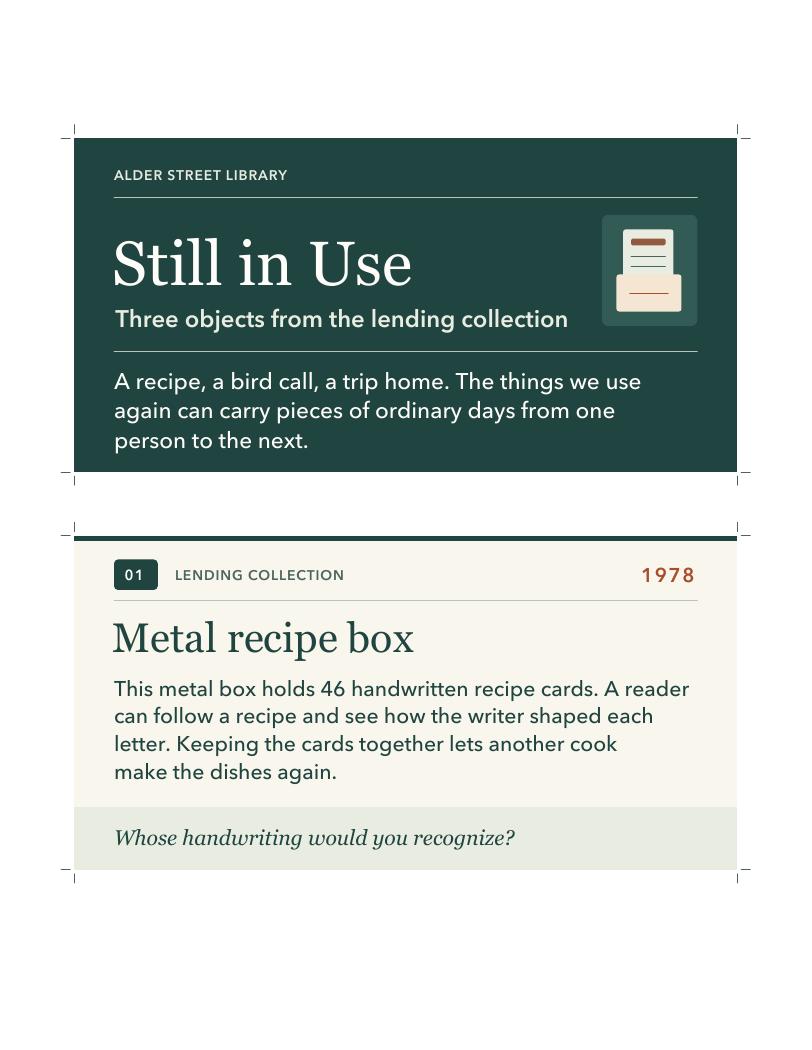 ALDER STREET LIBRARY
Still in Use
Three objects from the lending collection
A recipe, a bird call, a trip home. The things we use
again can carry pieces of ordinary days from one
person to the next.
01 LENDING COLLECTION 1978
Metal recipe box
This metal box holds 46 handwritten recipe cards. A reader
can follow a recipe and see how the writer shaped each
letter. Keeping the cards together lets another cook
make the dishes again.
Whose handwriting would you recognize?